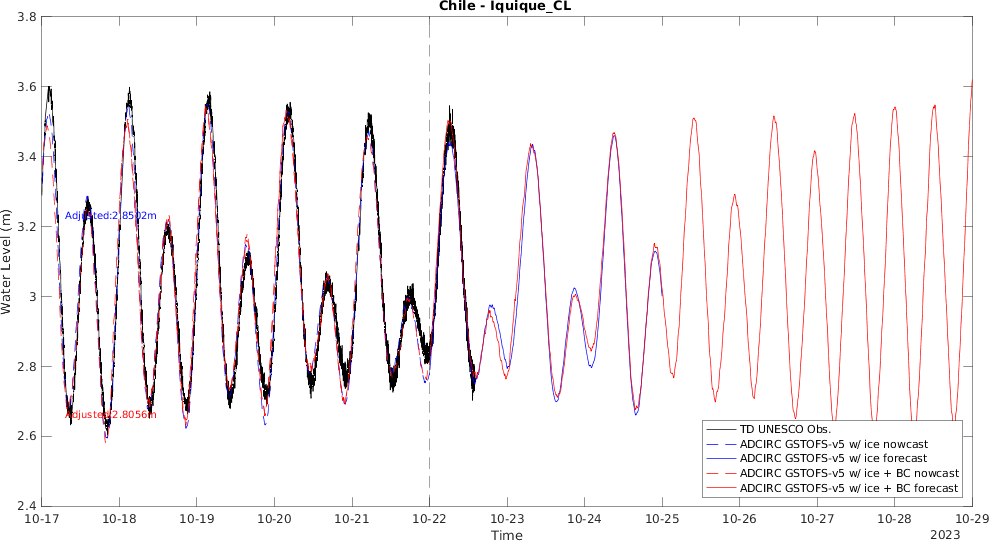 Chile - Iquique_CL
3.8
3.6
3.4
3.2
3
2.8
2.6
2.4
Water Level (m)
Adjusted:2.8502m
Adjusted:2.8056m
TD UNESCO Obs.
ADCIRC GSTOFS-v5 w/ ice nowcast
ADCIRC GSTOFS-v5 w/ ice forecast
ADCIRC GSTOFS-v5 w/ ice + BC nowcast
ADCIRC GSTOFS-v5 w/ ice + BC forecast
10-17 10-18 10-19 10-20 10-21 10-22 10-23 10-24 10-25 10-26 10-27 10-28 10-29
Time
2023